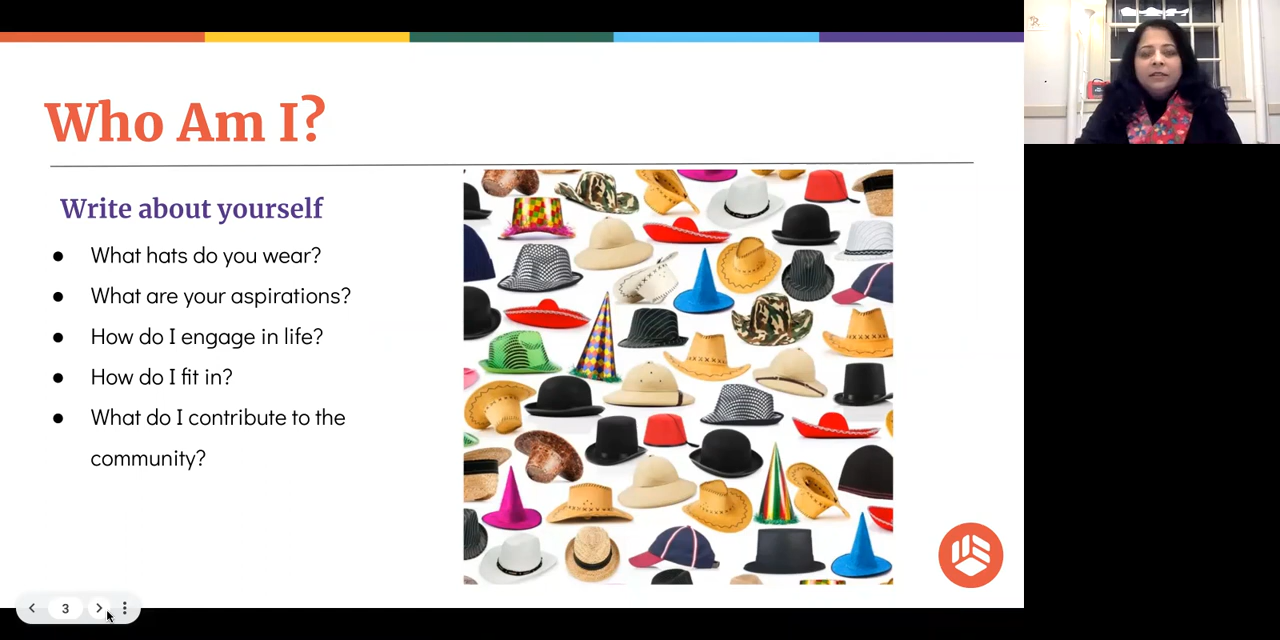 Who Am I?
Write about yourself
● What hats do you wear?
● What are your aspirations?
● How do I engage in life?
● How do I fit in?
● What do I contribute to the
community?
3